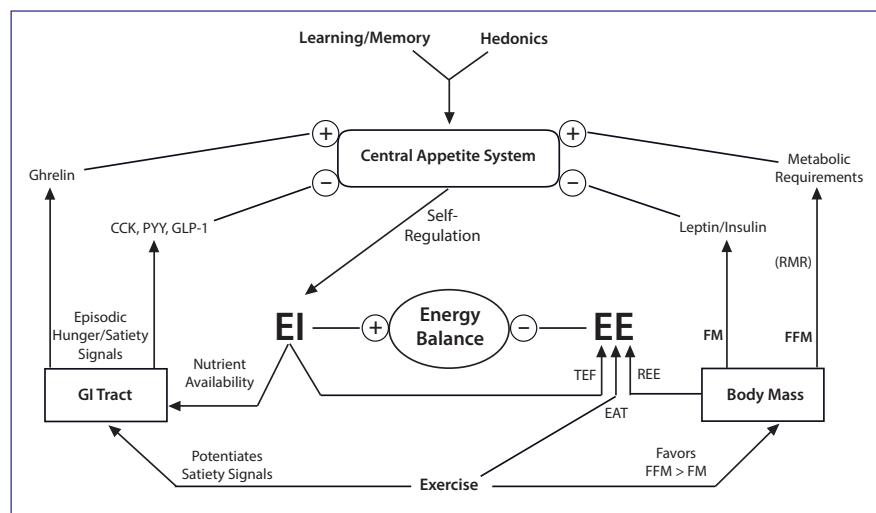 Learning/Memory
Hedonics
+
+
Central Appetite System
Ghrelin
Metabolic
Requirements
−
−
CCK, PYY, GLP-1
Self-
Regulation
Leptin/Insulin
(RMR)
Episodic
Hunger/Satiety
Signals
EI
+
Energy
Balance
−
EE
FM
FFM
Nutrient
Availability
TEF
REE
GI Tract
EAT
Body Mass
Potentiates
Satiety Signals
Exercise
Favors
FFM > FM